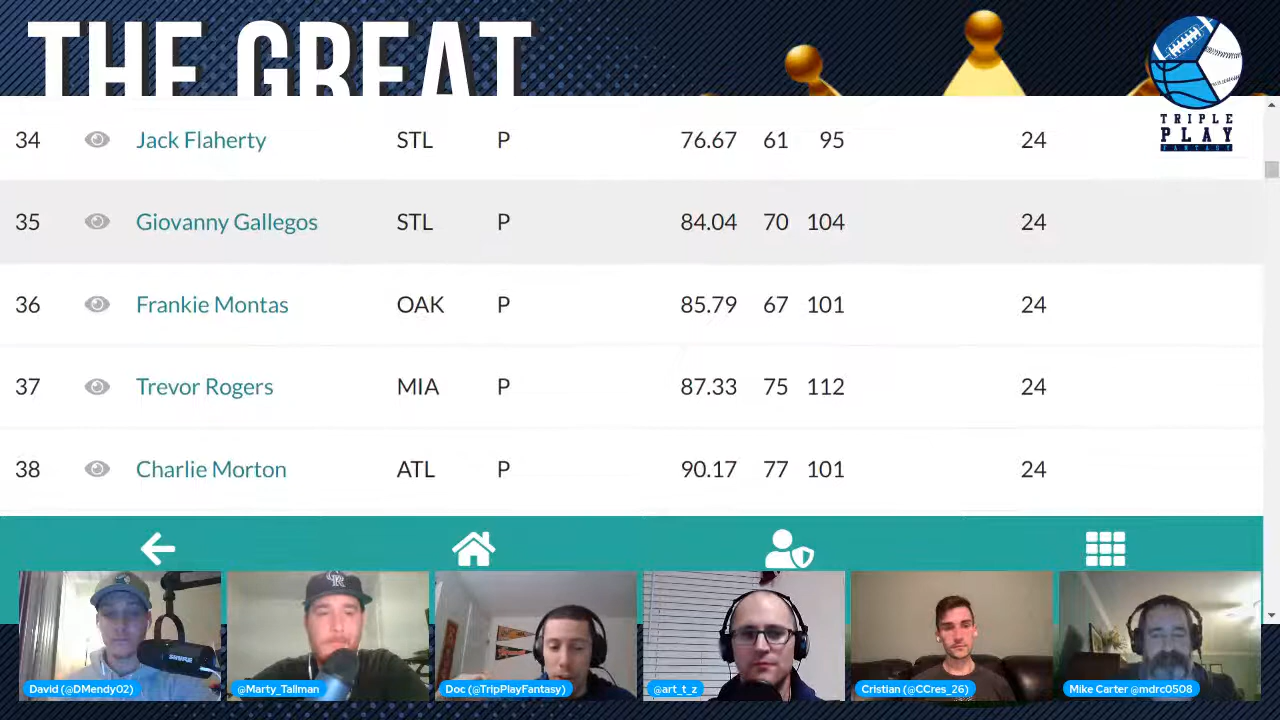 THE GREAT
TRIPLE
PLAY
FANTASY
34 Jack Flaherty STL P 76.67 61 95 24
35 Giovanny Gallegos STL P 84.04 70 104 24
36 Frankie Montas OAK P 85.79 67 101 24
37 Trevor Rogers MIA P 87.33 75 112 24
38 Charlie Morton ATL P 90.17 77 101 24
SHURE
David (@DMendy02)
@Marty_Tallman
Doc (@TripPlayFantasy)
@art_t_z
Cristian (@CCres_26)
Mike Carter @mdrc0508